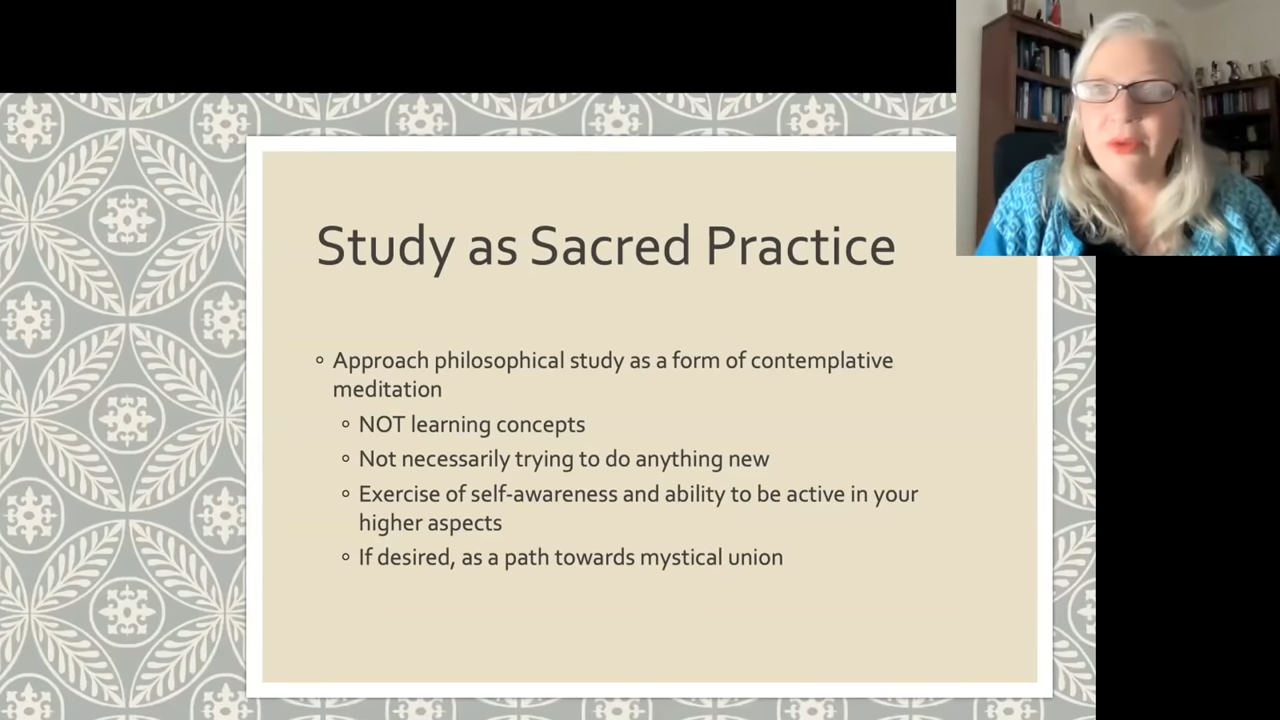 Study as Sacred Practice
Approach philosophical study as a form of contemplative
meditation
NOT learning concepts
Not necessarily trying to do anything new
Exercise of self-awareness and ability to be active in your
higher aspects
If desired, as a path towards mystical union